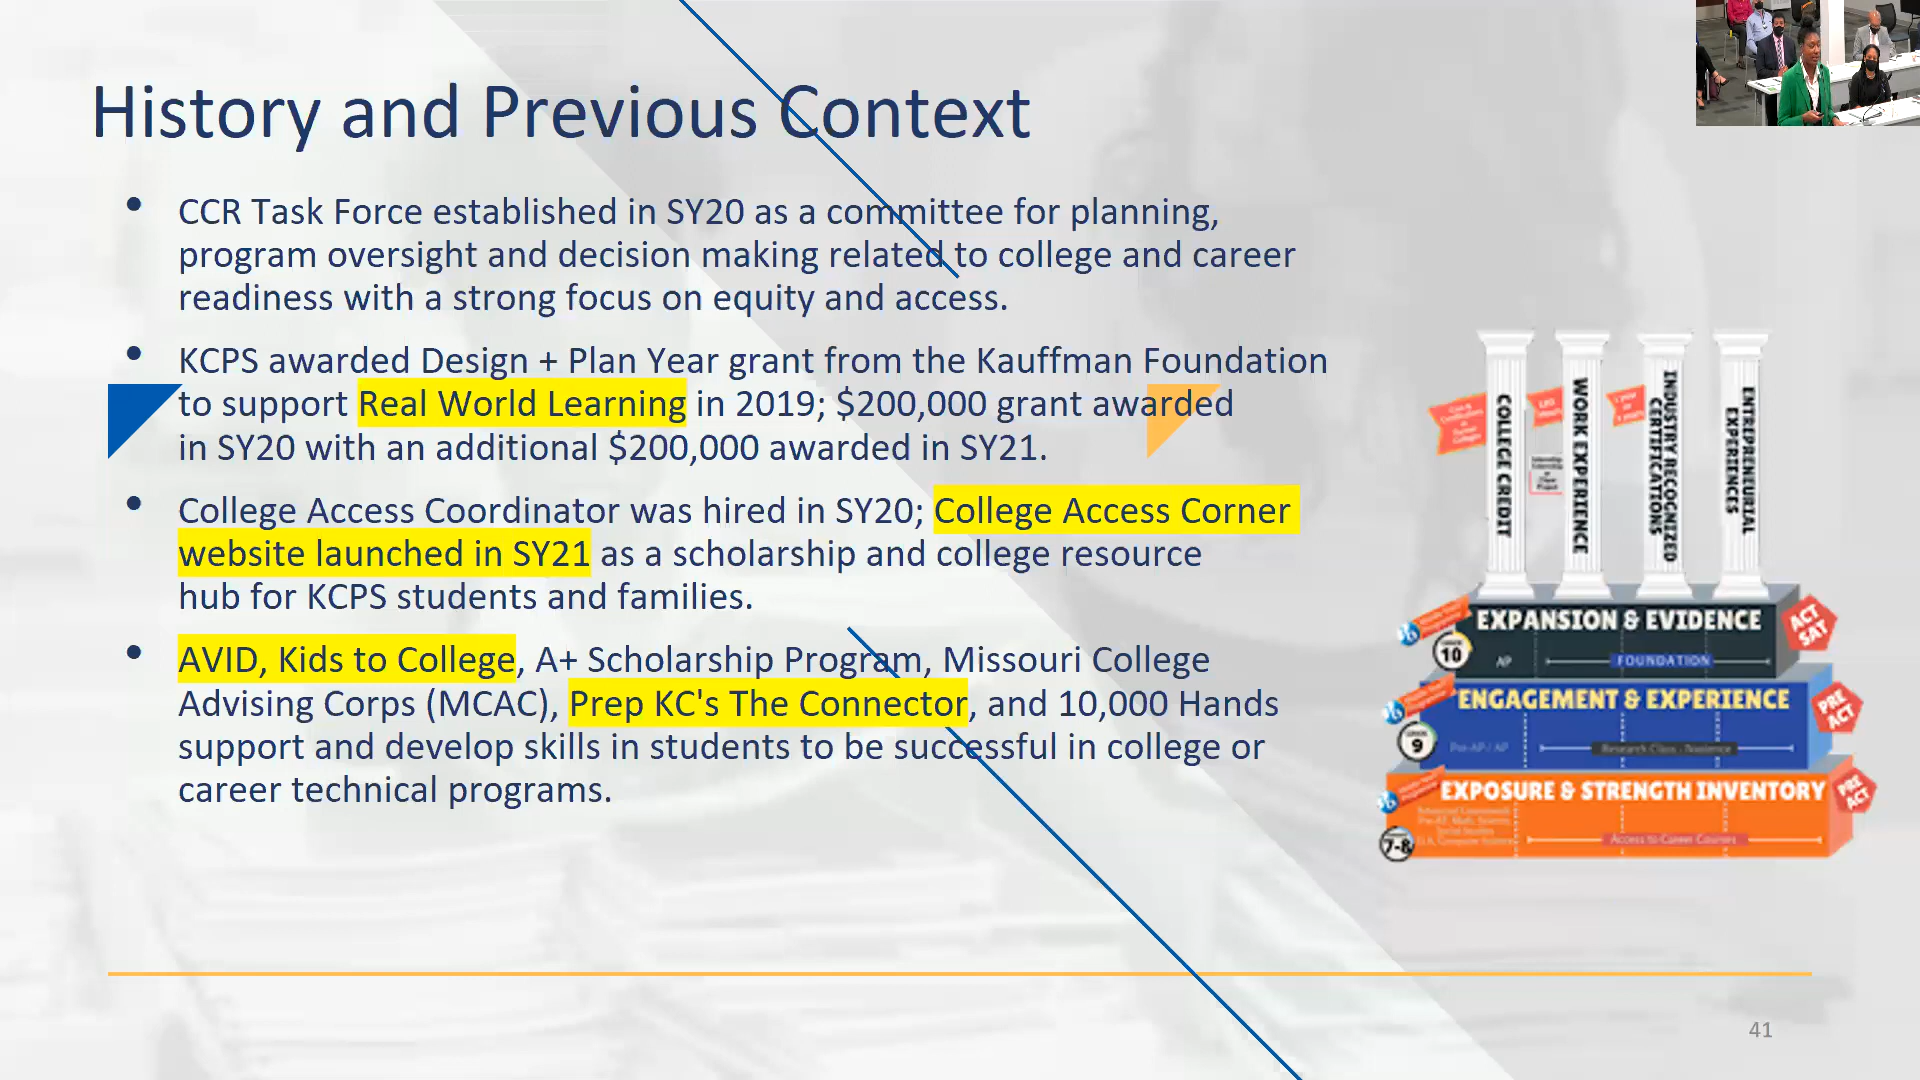 History and Previous Context
CCR Task Force established in SY20 as a committee for planning,
program oversight and decision making related to college and career
readiness with a strong focus on equity and access.
KCPS awarded Design + Plan Year grant from the Kauffman Foundation
to support Real World Learning in 2019; $200,000 grant awarded
in SY20 with an additional $200,000 awarded in SY21.
College Access Coordinator was hired in SY20; College Access Corner
website launched in SY21 as a scholarship and college resource
hub for KCPS students and families.
AVID, Kids to College, A+ Scholarship Program, Missouri College
Advising Corps (MCAC), Prep KC's The Connector, and 10,000 Hands
support and develop skills in students to be successful in college or
career technical programs.
COLLEGE CREDIT
WORK EXPERIENCE
INDUSTRY RECOGNIZED
CERTIFICATIONS
ENTREPRENEURIAL
EXPERIENCES
EXPANSION & EVIDENCE
ACT
SAT
10
AP
FOUNDATION
ENGAGEMENT & EXPERIENCE
PRE
ACT
9
Pre-AP / AP
EXPOSURE & STRENGTH INVENTORY
PRE
ACT
7-8
Access to Career Courses
41